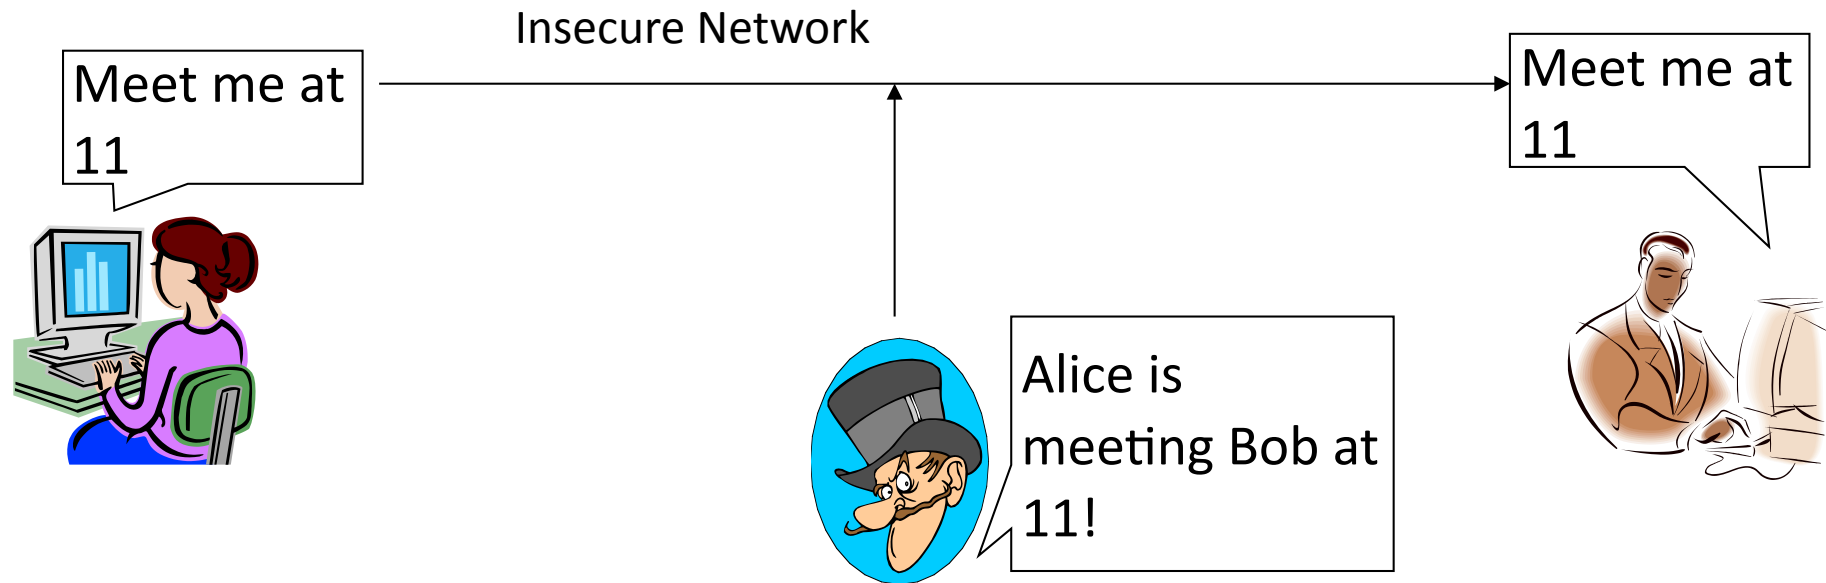 Insecure Network
Meet me at
11
Meet me at
11
Alice is
meeting Bob at
11!